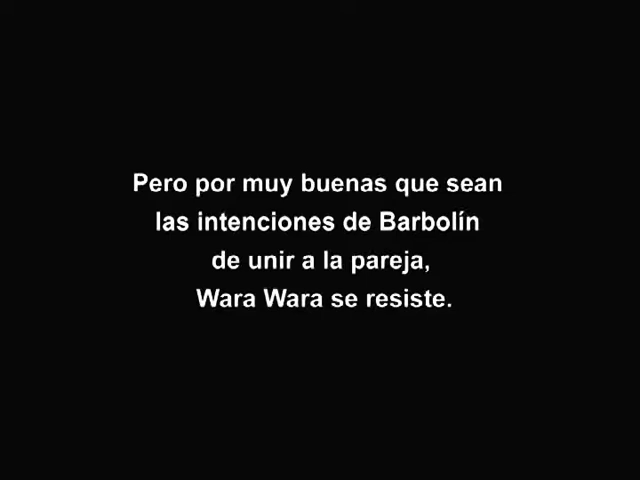 Pero por muy buenas que sean
las intenciones de Barbolín
de unir a la pareja,
Wara Wara se resiste.